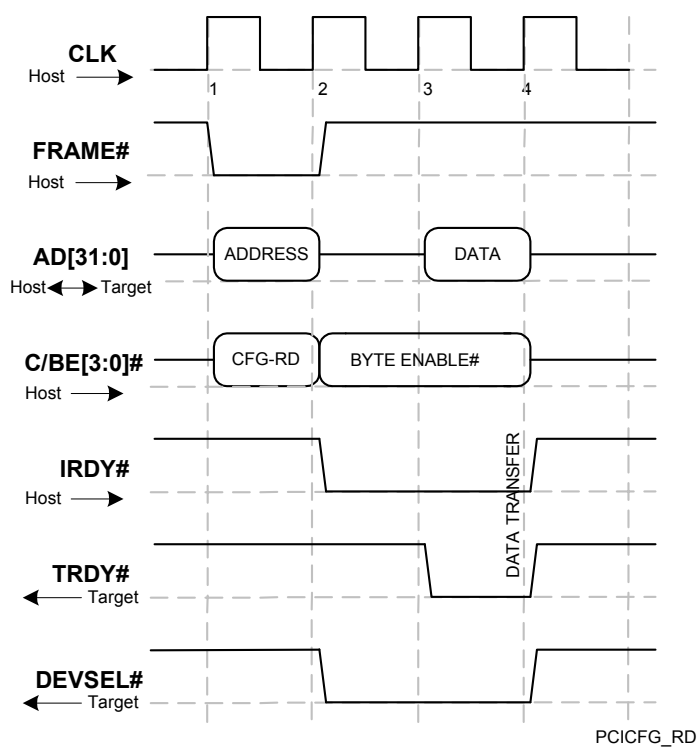 CLK
Host
1 2 3 4
FRAME#
Host
AD[31:0]
ADDRESS DATA
Host Target
C/BE[3:0]#
CFG-RD BYTE ENABLE#
Host
IRDY#
Host
DATA TRANSFER
TRDY#
Target
DEVSEL#
Target
PCICFG_RD